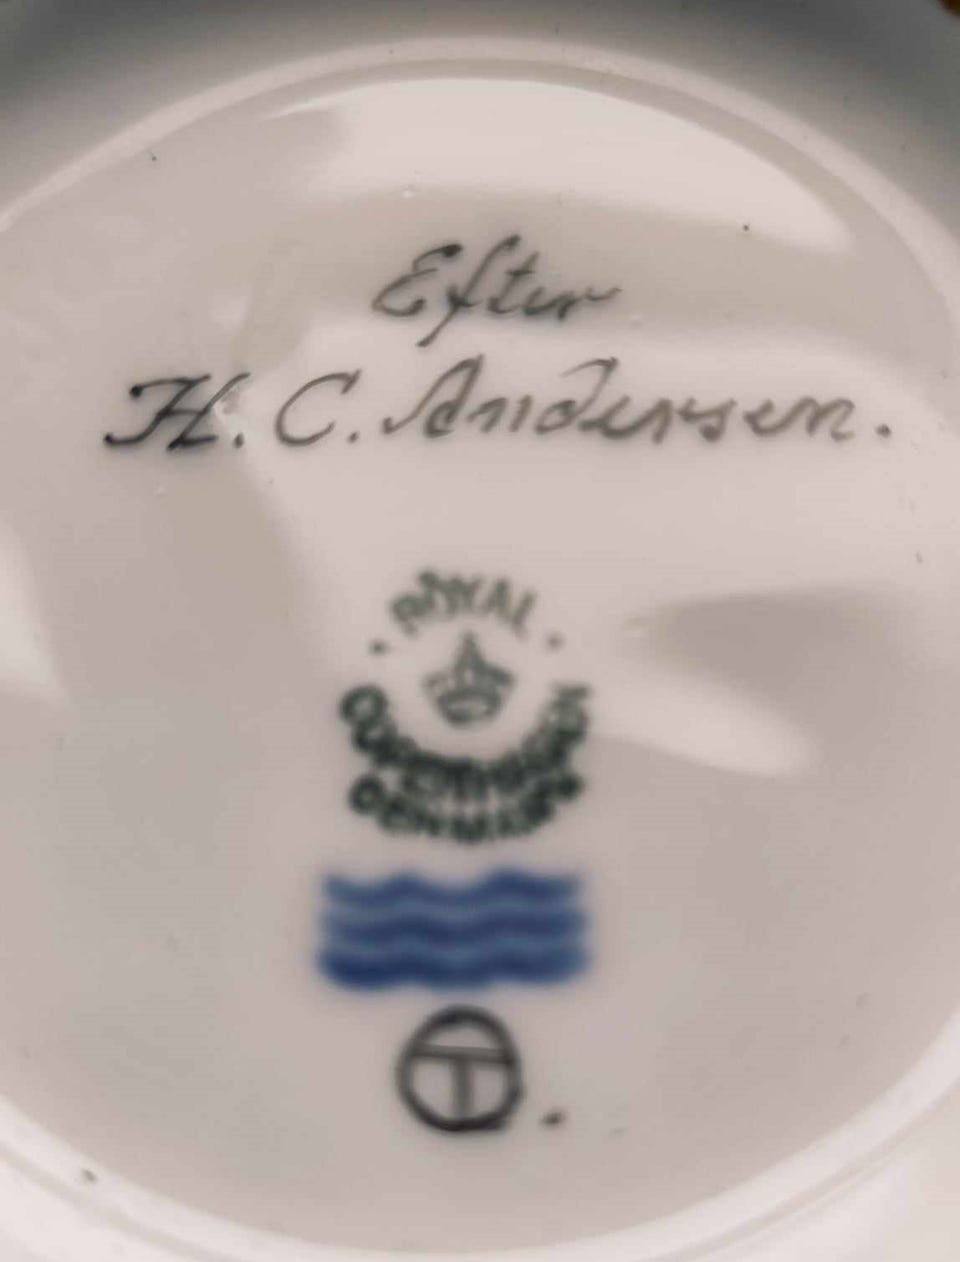 Efter
H. C. Andersen.
ROYAL
COPENHAGEN
DENMARK
T